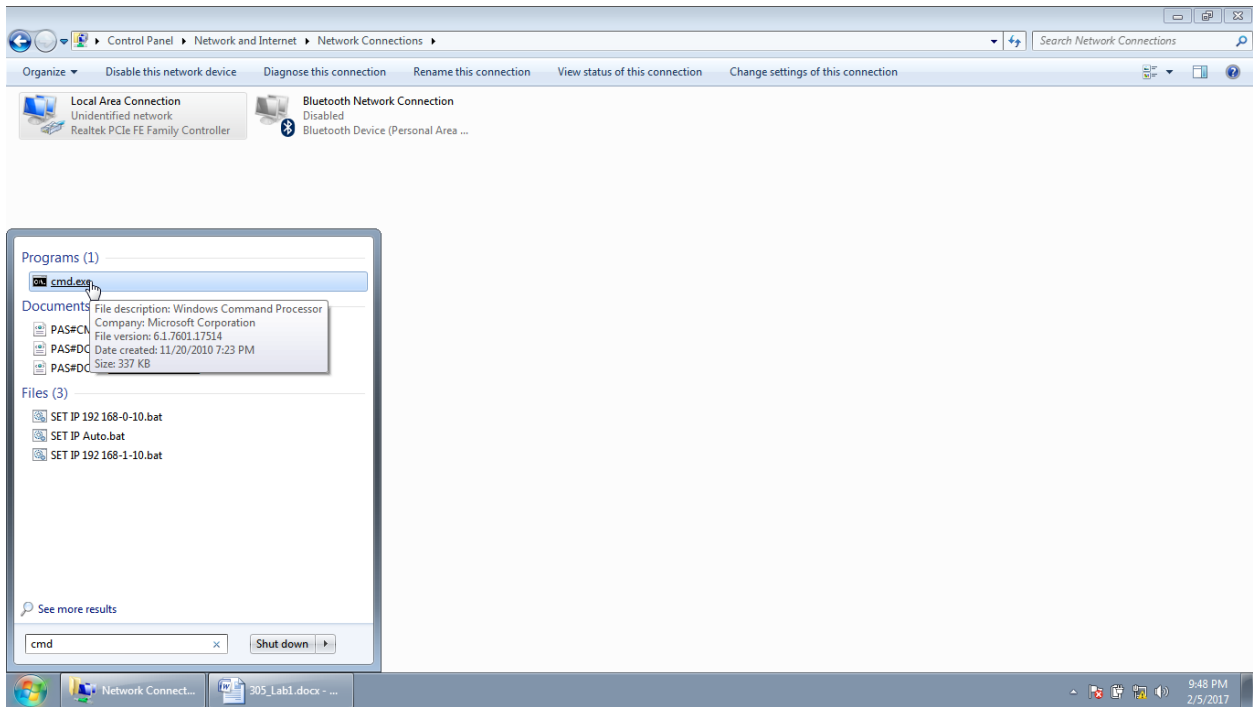 Control Panel Network and Internet Network Connections
Search Network Connections
Organize Disable this network device Diagnose this connection Rename this connection View status of this connection Change settings of this connection
Local Area Connection
Unidentified network
Realtek PCIe FE Family Controller
Bluetooth Network Connection
Disabled
Bluetooth Device (Personal Area ...
Programs (1)
cmd.exe
File description: Windows Command Processor
Company: Microsoft Corporation
File version: 6.1.7601.17514
Date created: 11/20/2010 7:23 PM
Size: 337 KB
Documents
PAS#CM
PAS#DC
PAS#DC
Files (3)
SET IP 192 168-0-10.bat
SET IP Auto.bat
SET IP 192 168-1-10.bat
See more results
cmd
Shut down
Network Connect...
305_Lab1.docx - ...
9:48 PM
2/5/2017